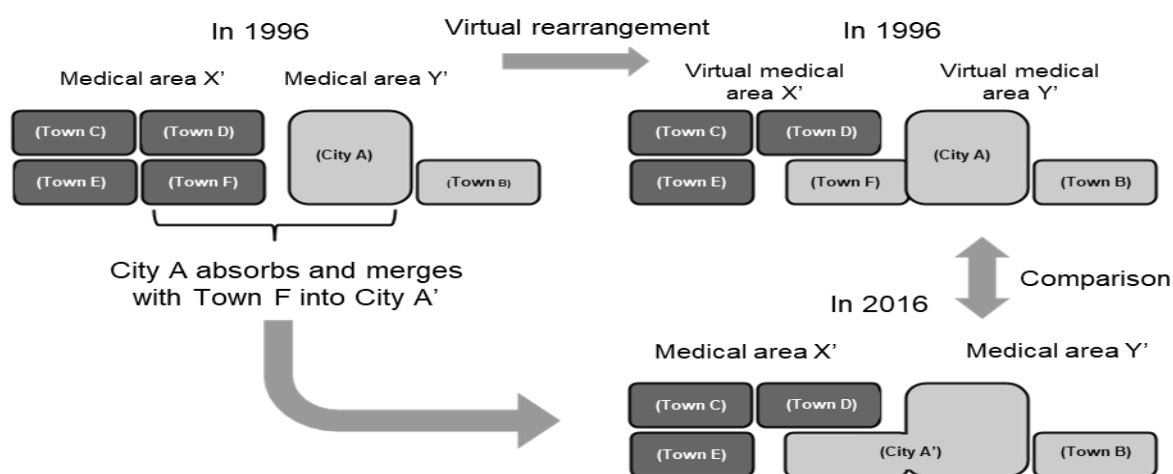 In 1996
Virtual rearrangement
In 1996
Medical area X'
Medical area Y'
Virtual medical
area X'
Virtual medical
area Y'
(Town C)
(Town D)
(City A)
(Town E)
(Town F)
(Town B)
(Town C)
(Town D)
(City A)
(Town E)
(Town F)
(Town B)
City A absorbs and merges
with Town F into City A’
Comparison
In 2016
Medical area X'
Medical area Y'
(Town C)
(Town D)
(Town E)
(City A')
(Town B)